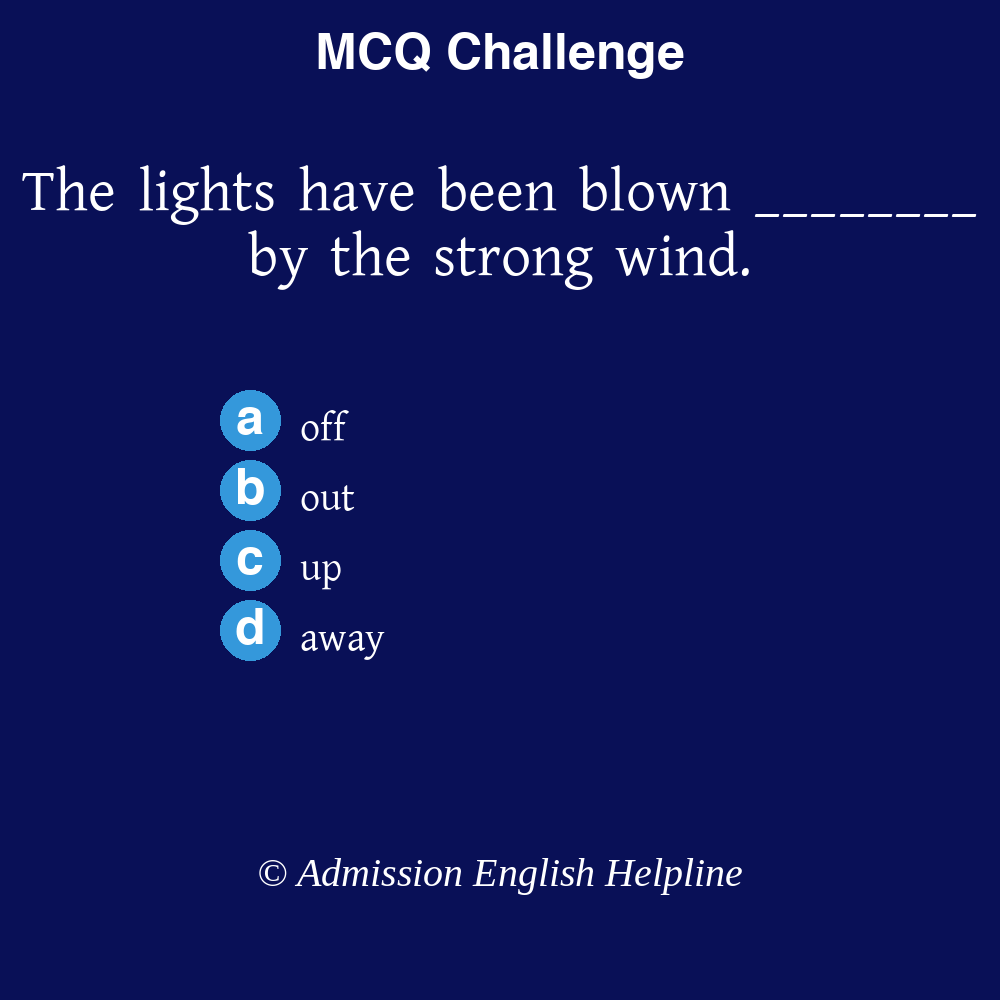 MCQ Challenge
The lights have been blown ________
by the strong wind.
a off
b out
c up
d away
© Admission English Helpline